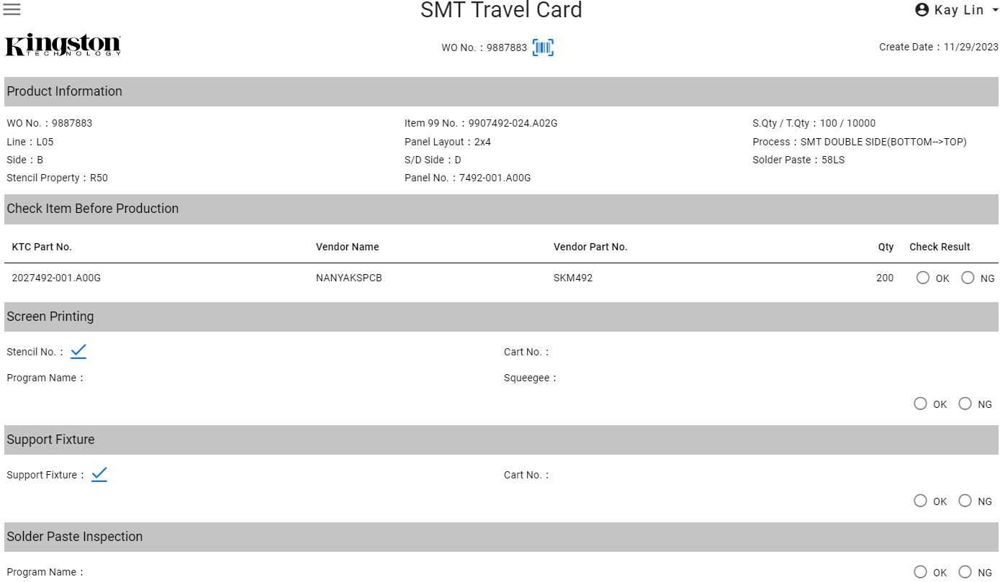 SMT Travel Card
Kay Lin
Kingston
TECHNOLOGY
WO No. : 9887883
Create Date : 11/29/2023
Product Information
WO No. : 9887883
Item 99 No. : 9907492-024.A02G
S.Qty / T.Qty : 100 / 10000
Line : L05
Panel Layout : 2x4
Process : SMT DOUBLE SIDE(BOTTOM-->TOP)
Side : B
S/D Side : D
Solder Paste : 58LS
Stencil Property : R50
Panel No. : 7492-001.A00G
Check Item Before Production
KTC Part No. Vendor Name Vendor Part No. Qty Check Result
2027492-001.A00G NANYAKSPCB SKM492 200 OK NG
Screen Printing
Stencil No. :
Cart No. :
Program Name :
Squeegee :
OK NG
Support Fixture
Support Fixture :
Cart No. :
OK NG
Solder Paste Inspection
Program Name :
OK NG